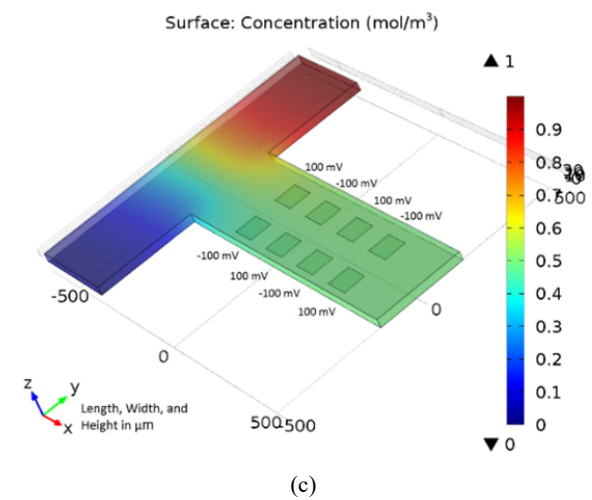 Surface: Concentration (mol/m³)
▲ 1
0.9
0.8
0.7
0.6
0.5
0.4
0.3
0.2
0.1
0
▼ 0
500
100 mV
-100 mV
100 mV
-100 mV
-100 mV
100 mV
-100 mV
100 mV
-500
0
0
500
-500
z
y
x
Length, Width, and
Height in µm
(c)